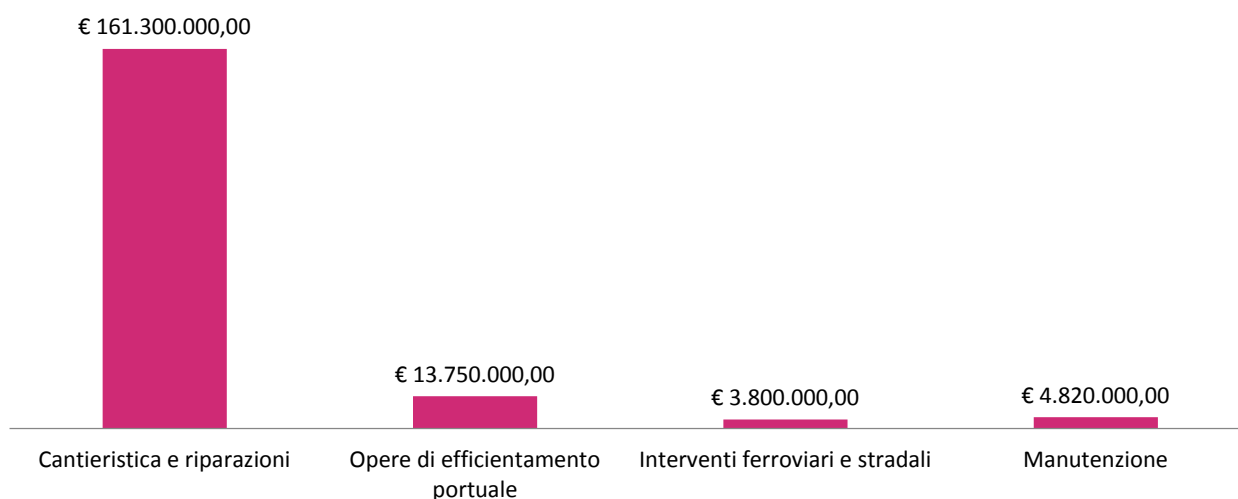 € 161.300.000,00
€ 13.750.000,00
€ 3.800.000,00
€ 4.820.000,00
Cantieristica e riparazioni
Opere di efficientamento
portuale
Interventi ferroviari e stradali
Manutenzione